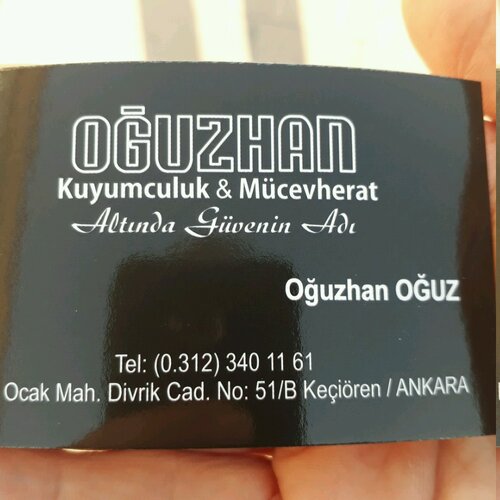 OĞUZHAN
Kuyumculuk & Mücevherat
Altında Güvenin Adı
Oğuzhan OĞUZ
Tel: (0.312) 340 11 61
Ocak Mah. Divrik Cad. No: 51/B Keçiören / ANKARA